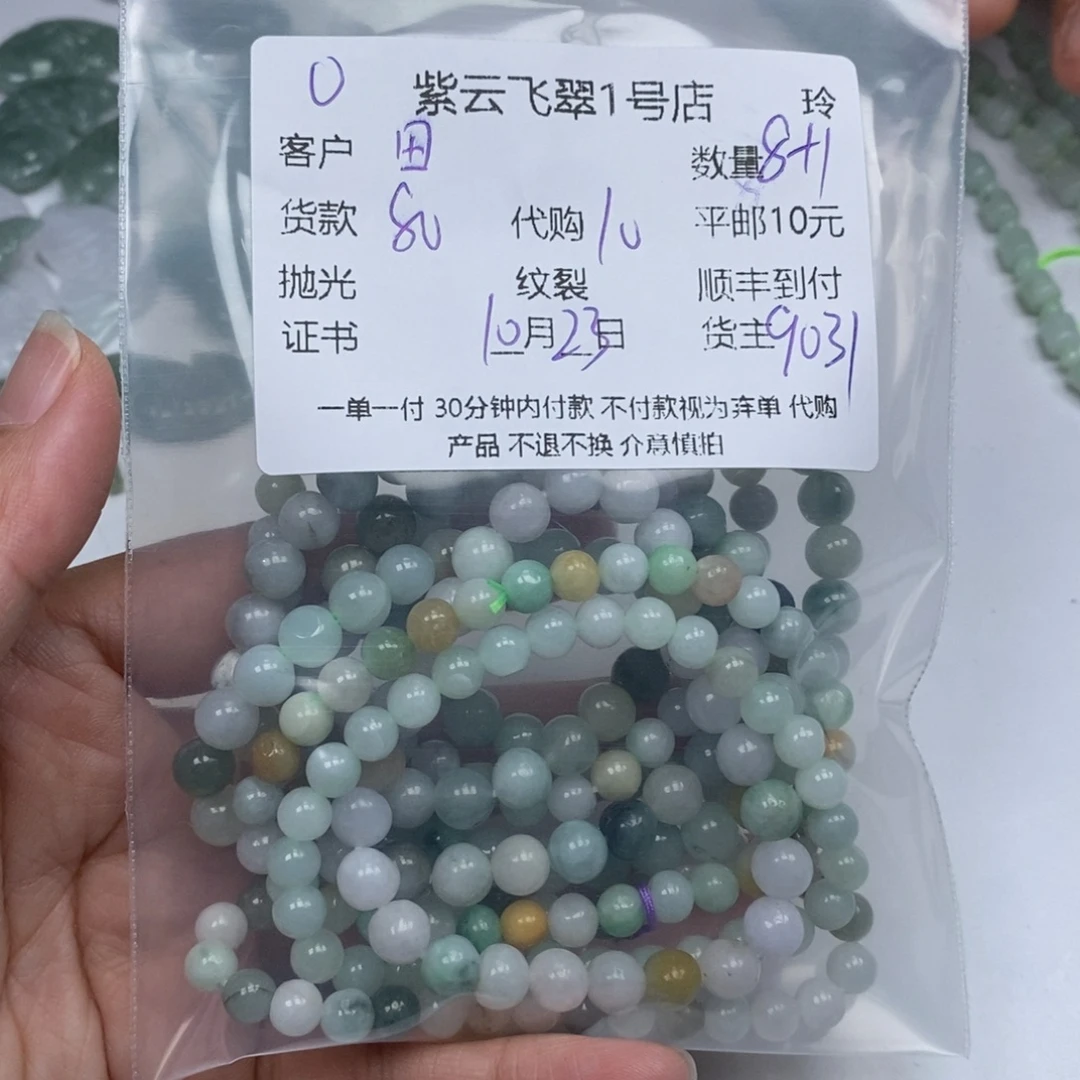 0 紫云飞翠1号店 玲
客户 田 数量 8+1
货款 80 代购 10 平邮10元
抛光 纹裂 顺丰到付
证书 10月23日 货主 9031
一单一付 30分钟内付款 不付款视为弃单 代购
产品 不退不换 介意慎拍